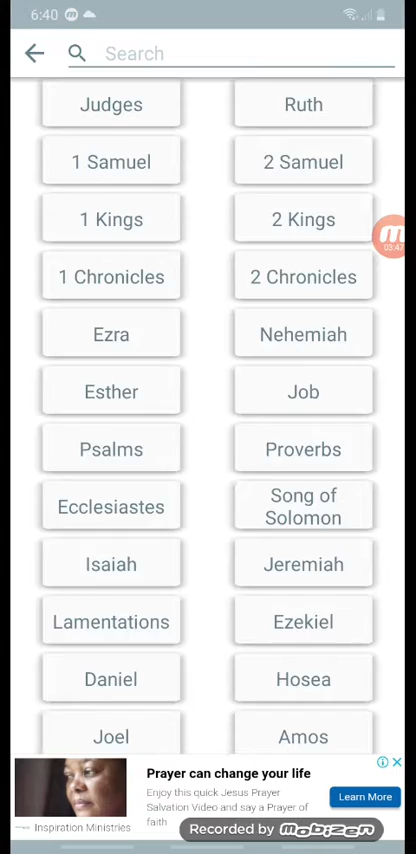 6:40
Search
Judges
Ruth
1 Samuel
2 Samuel
1 Kings
2 Kings
03:47
1 Chronicles
2 Chronicles
Ezra
Nehemiah
Esther
Job
Psalms
Proverbs
Ecclesiastes
Song of
Solomon
Isaiah
Jeremiah
Lamentations
Ezekiel
Daniel
Hosea
Joel
Amos
Prayer can change your life
Enjoy this quick Jesus Prayer
Salvation Video and say a Prayer of
faith
Learn More
Inspiration Ministries
Recorded by mobizen